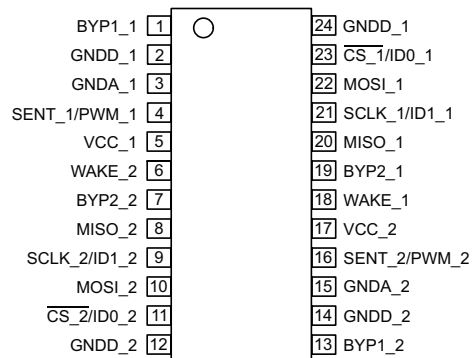 BYP1_1 1
GNDD_1 2
GNDA_1 3
SENT_1/PWM_1 4
VCC_1 5
WAKE_2 6
BYP2_2 7
MISO_2 8
SCLK_2/ID1_2 9
MOSI_2 10
CS_2/ID0_2 11
GNDD_2 12
24 GNDD_1
23 CS_1/ID0_1
22 MOSI_1
21 SCLK_1/ID1_1
20 MISO_1
19 BYP2_1
18 WAKE_1
17 VCC_2
16 SENT_2/PWM_2
15 GNDA_2
14 GNDD_2
13 BYP1_2